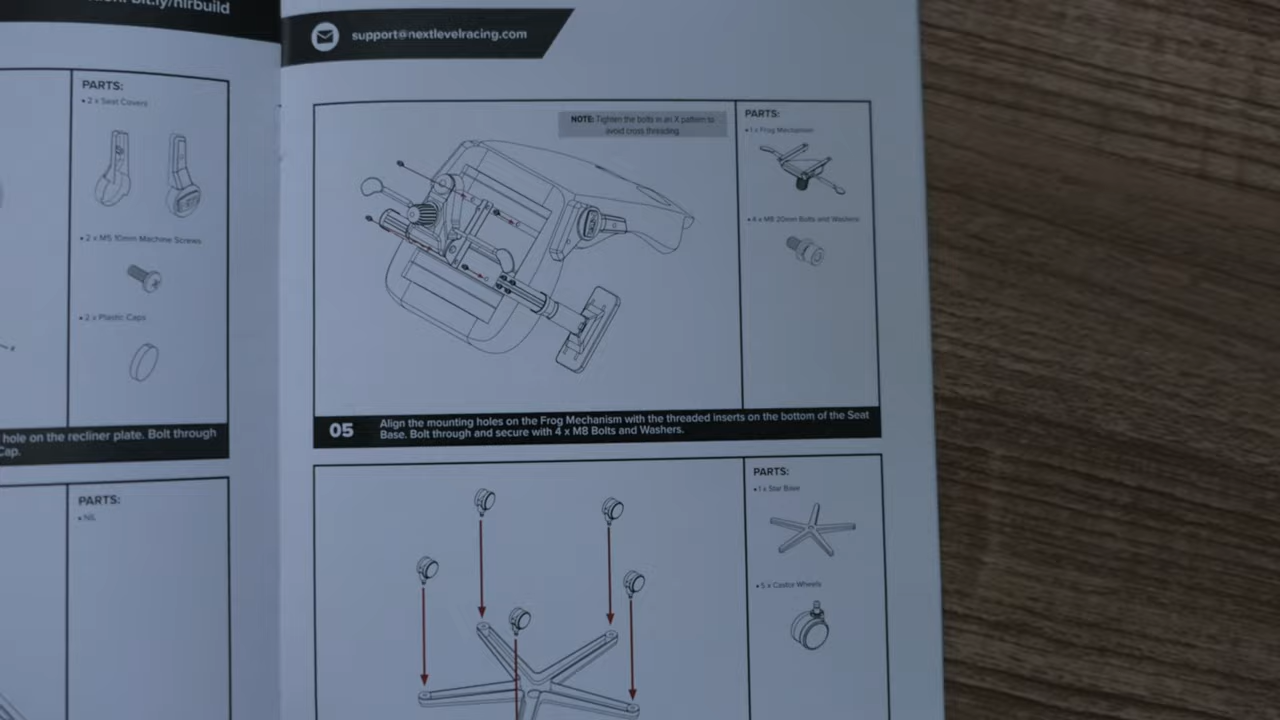 bit.ly/nlrbuild
PARTS:
• 2 x Seat Covers
• 2 x M5 10mm Machine Screws
• 2 x Plastic Caps
hole on the recliner plate. Bolt through
Cap.
PARTS:
• NIL
support@nextlevelracing.com
NOTE: Tighten the bolts in an X pattern to
avoid cross threading.
PARTS:
• 1 x Frog Mechanism
• 4 x M8 20mm Bolts and Washers
05
Align the mounting holes on the Frog Mechanism with the threaded inserts on the bottom of the Seat
Base. Bolt through and secure with 4 x M8 Bolts and Washers.
PARTS:
• 1 x Star Base
• 5 x Castor Wheels